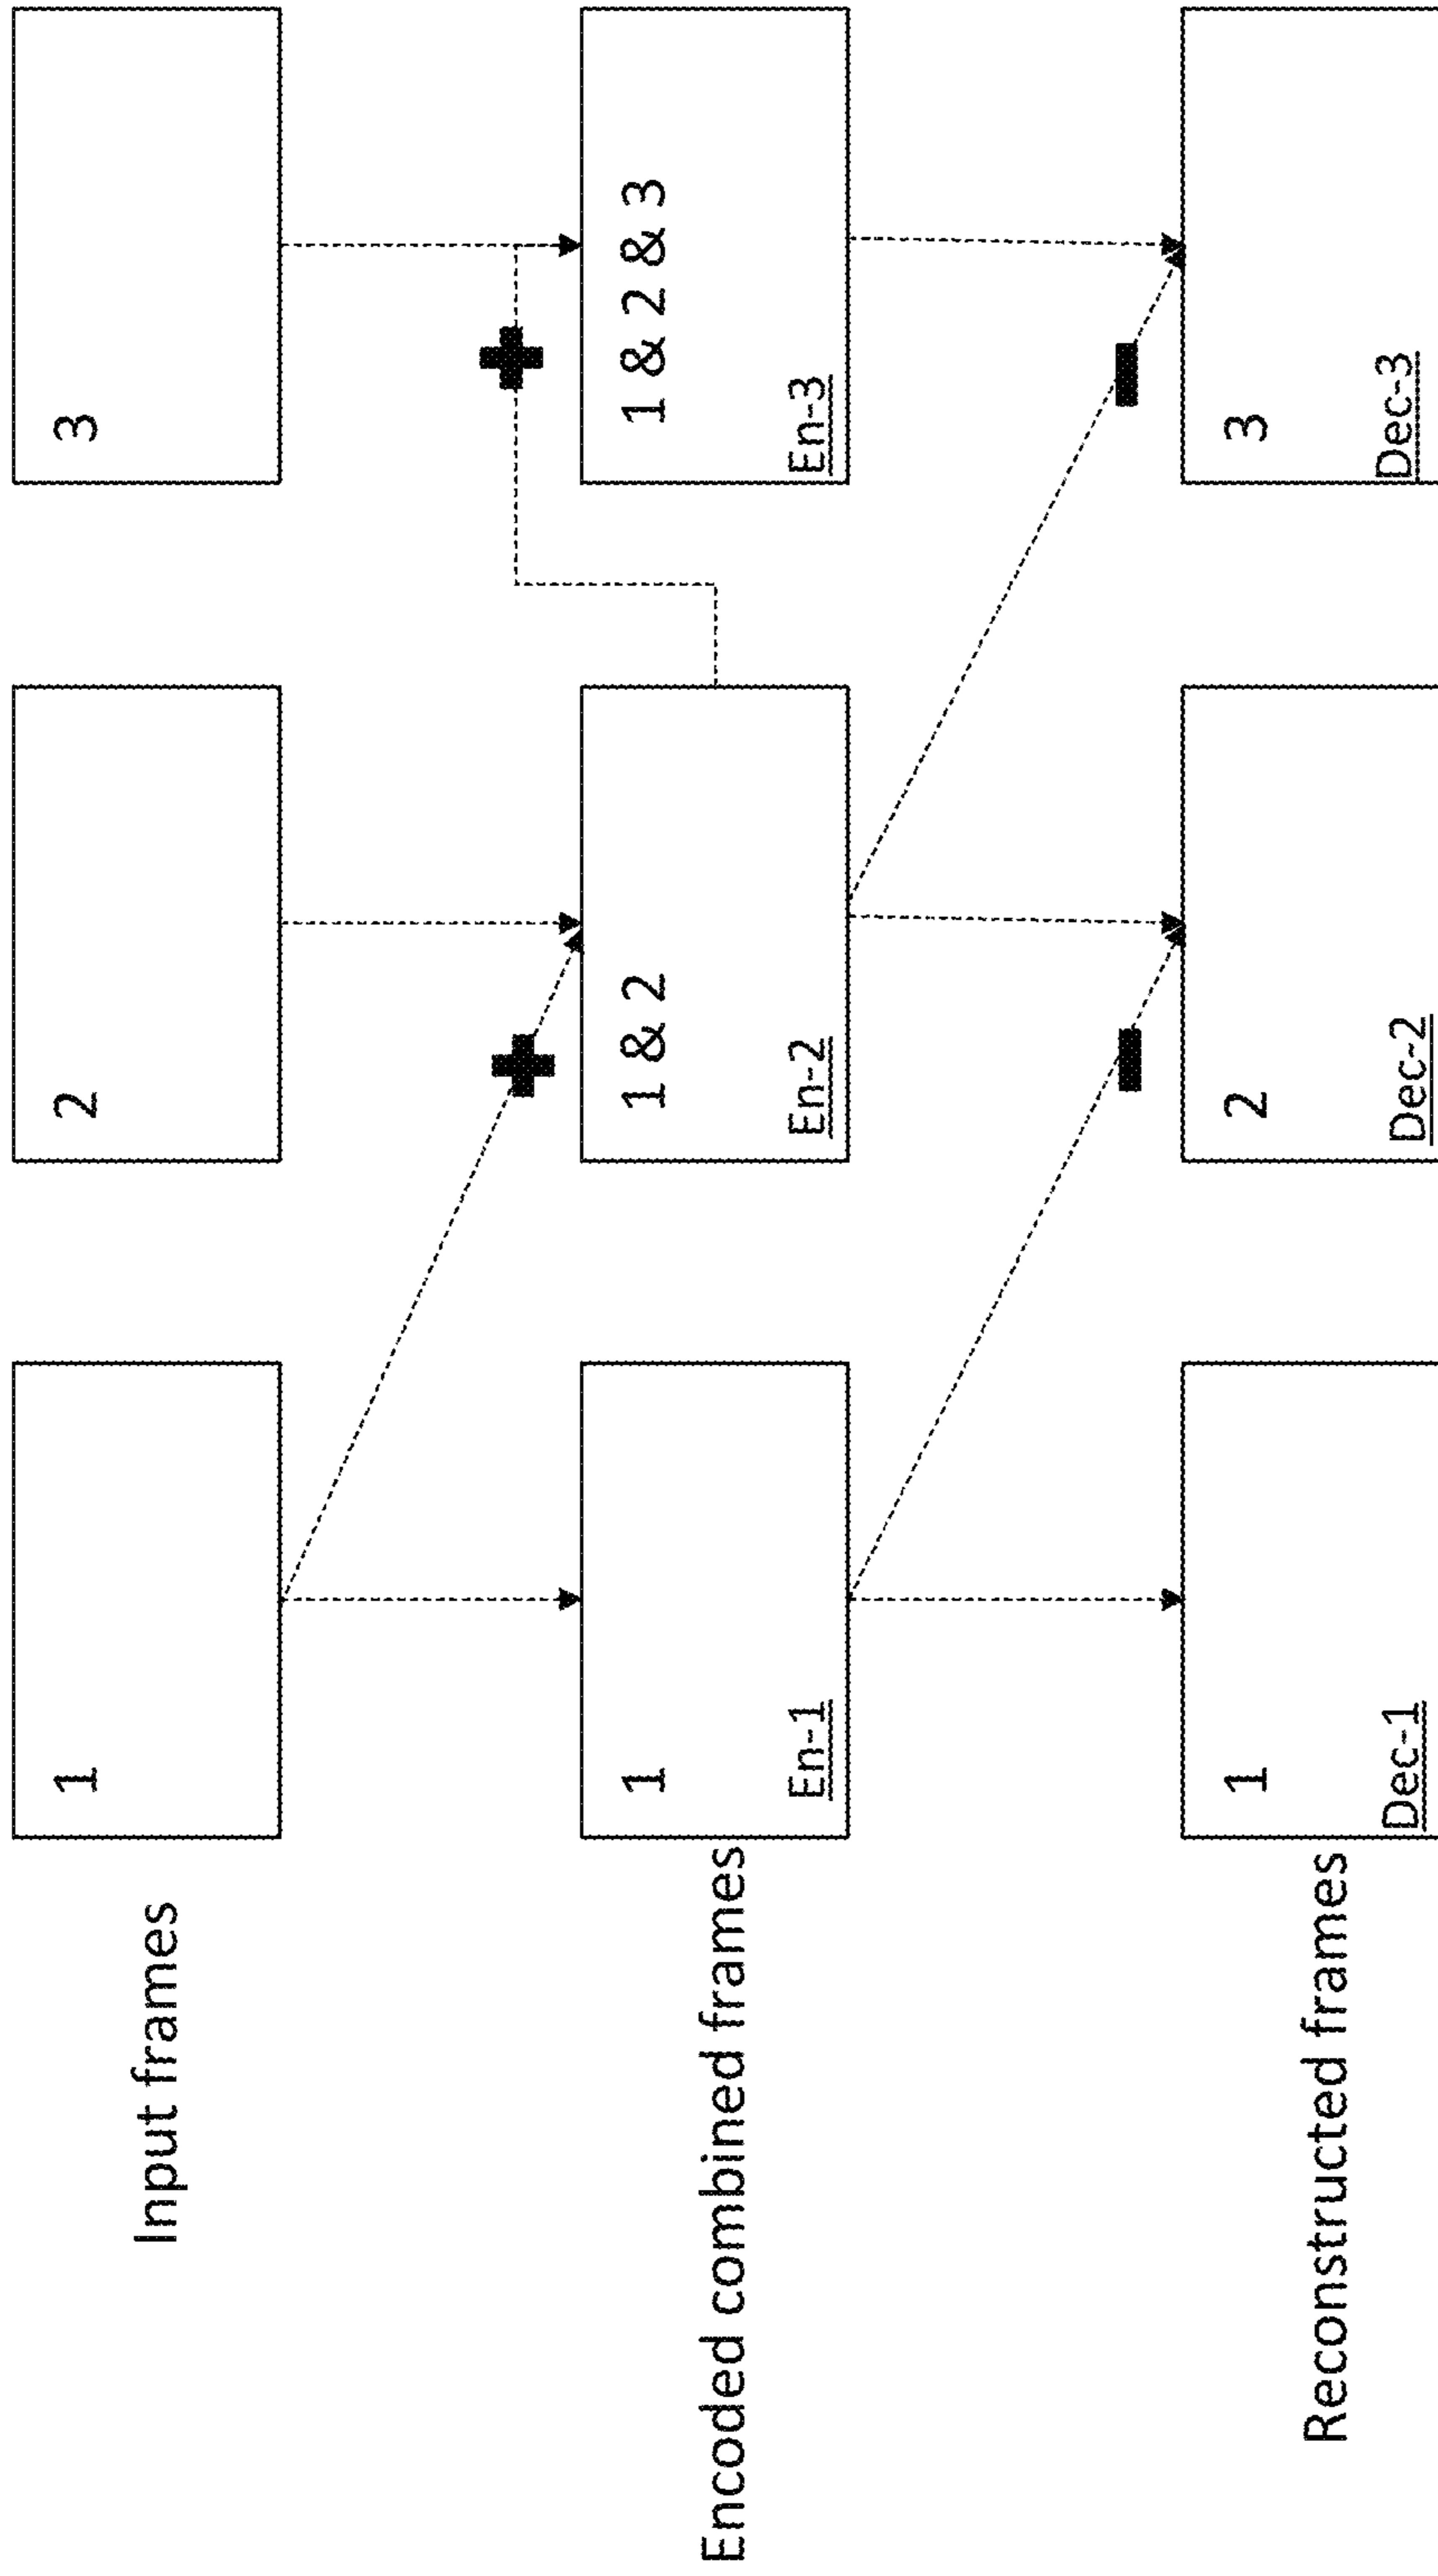 Input frames
1
2
3
Encoded combined frames
1
En-1
1 & 2
En-2
1 & 2 & 3
En-3
Reconstructed frames
1
Dec-1
2
Dec-2
3
Dec-3